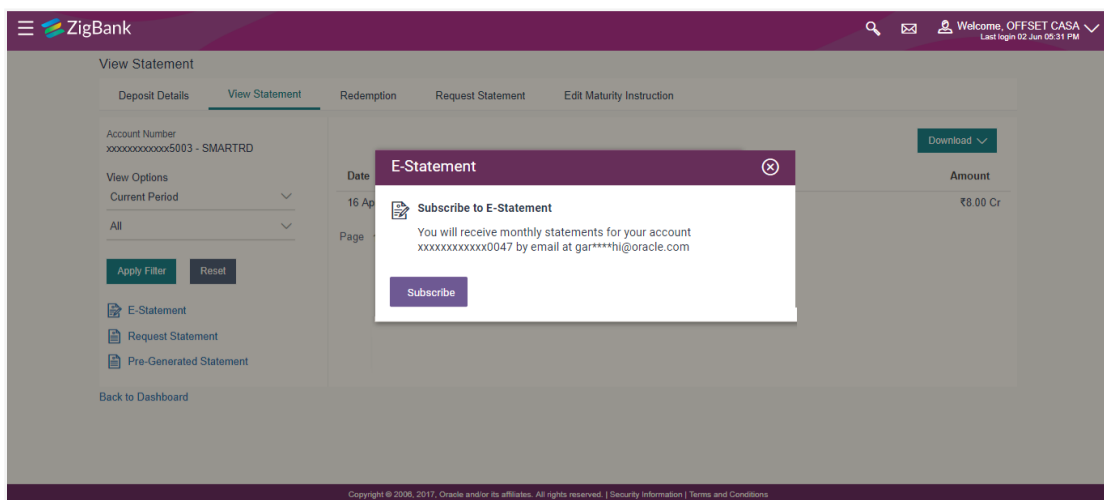 ZigBank
Welcome, OFFSET CASA
Last login 02 Jun 05:31 PM
View Statement
Deposit Details View Statement Redemption Request Statement Edit Maturity Instruction
Account Number
xxxxxxxxxxxx5003 - SMARTRD
View Options
Current Period
All
Apply Filter Reset
E-Statement
Request Statement
Pre-Generated Statement
Back to Dashboard
Download
Date Amount
16 Ap ₹8.00 Cr
Page
E-Statement
Subscribe to E-Statement
You will receive monthly statements for your account
xxxxxxxxxxxx0047 by email at gar****hi@oracle.com
Subscribe
Copyright © 2006, 2017, Oracle and/or its affiliates. All rights reserved. | Security Information | Terms and Conditions